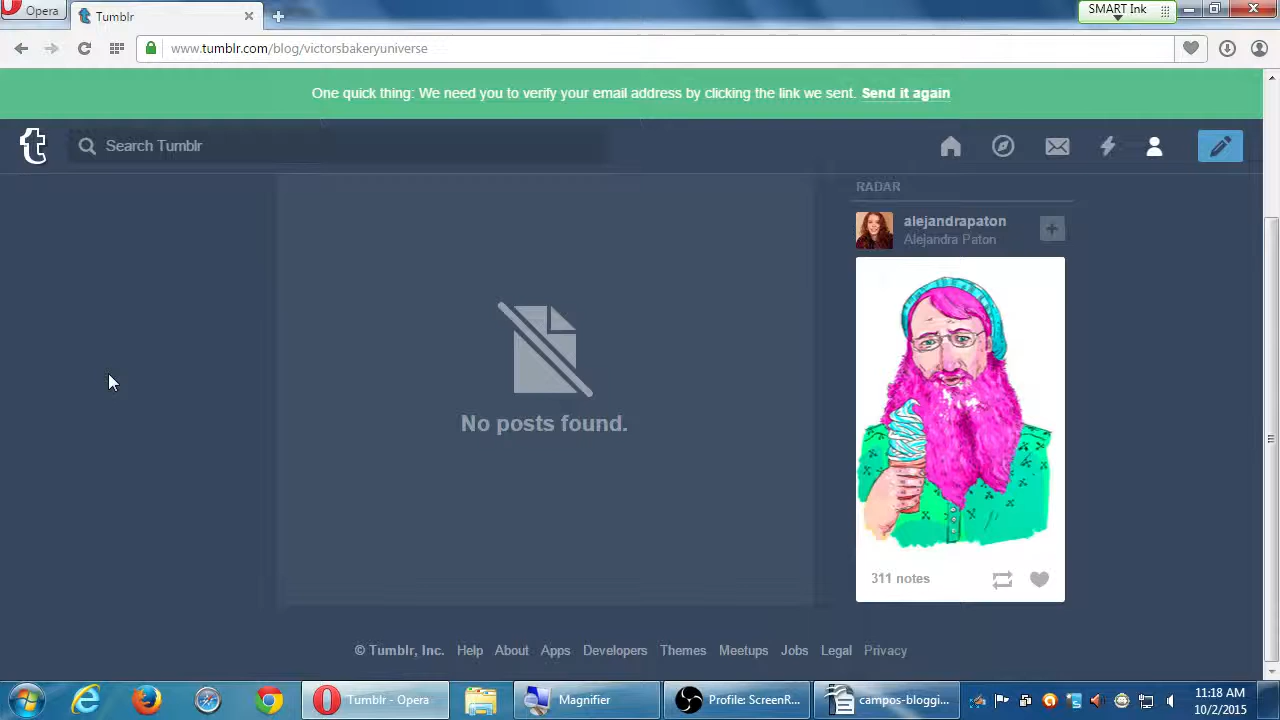 Opera
Tumblr
SMART Ink
www.tumblr.com/blog/victorsbakeryuniverse
One quick thing: We need you to verify your email address by clicking the link we sent. Send it again
Search Tumblr
RADAR
alejandrapaton
Alejandra Paton
No posts found.
311 notes
© Tumblr, Inc. Help About Apps Developers Themes Meetups Jobs Legal Privacy
Tumblr - Opera
Magnifier
Profile: ScreenR...
campos-bloggi...
11:18 AM
10/2/2015